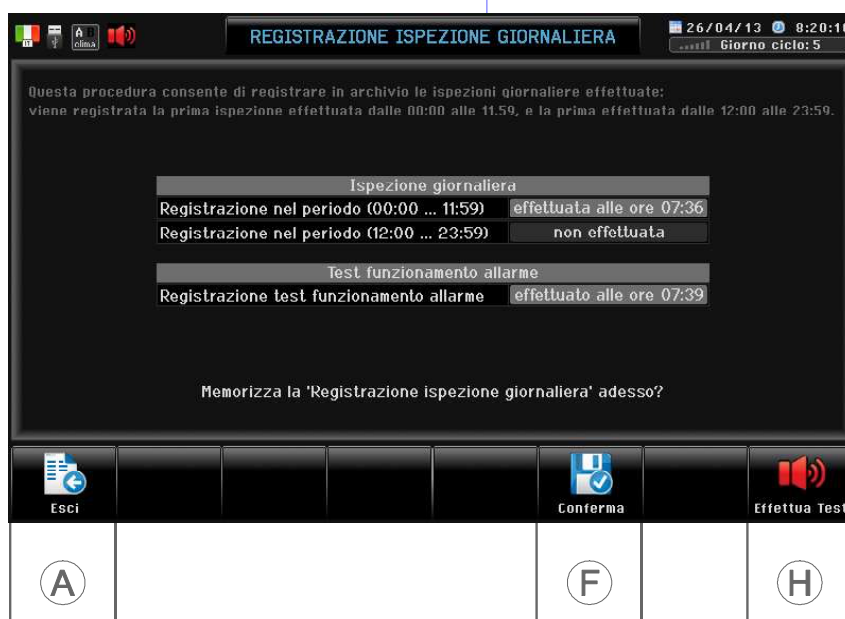 IT
A B
clima
REGISTRAZIONE ISPEZIONE GIORNALIERA
26/04/13 8:20:10
Giorno ciclo: 5
Questa procedura consente di registrare in archivio le ispezioni giornaliere effettuate:
viene registrata la prima ispezione effettuata dalle 00:00 alle 11.59, e la prima effettuata dalle 12:00 alle 23:59.
Ispezione giornaliera
Registrazione nel periodo (00:00 ... 11:59) effettuata alle ore 07:36
Registrazione nel periodo (12:00 ... 23:59) non effettuata
Test funzionamento allarme
Registrazione test funzionamento allarme effettuato alle ore 07:39
Memorizza la 'Registrazione ispezione giornaliera' adesso?
Esci
Conferma
Effettua Test
A
F
H